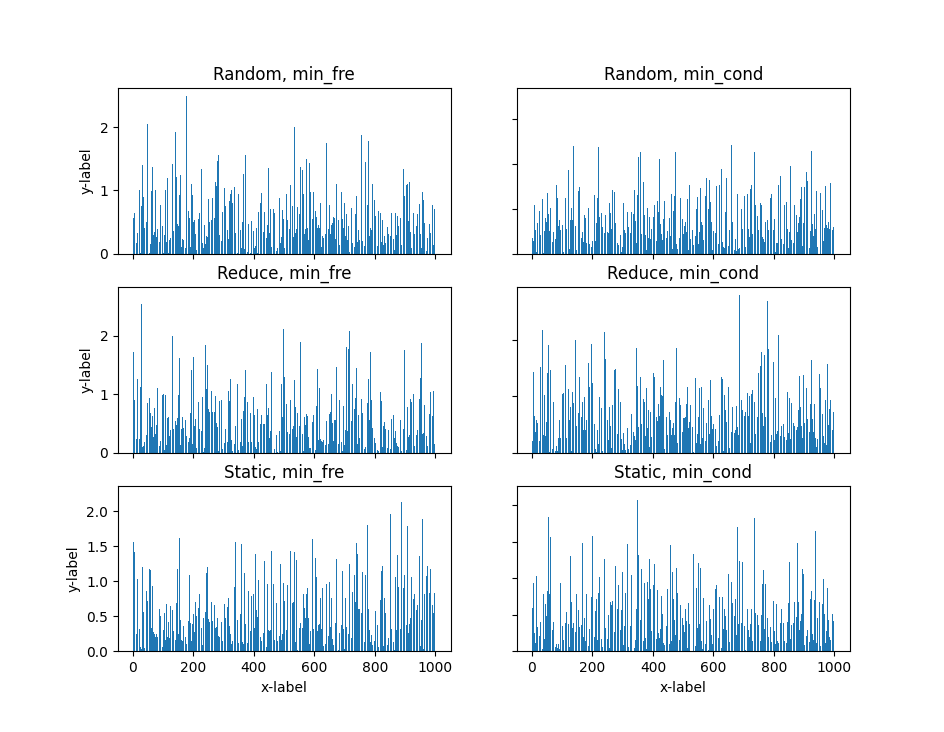 Random, min_fre
Random, min_cond
2
1
0
y-label
Reduce, min_fre
Reduce, min_cond
2
1
0
y-label
Static, min_fre
Static, min_cond
2.0
1.5
1.0
0.5
0.0
y-label
0 200 400 600 800 1000
0 200 400 600 800 1000
x-label
x-label